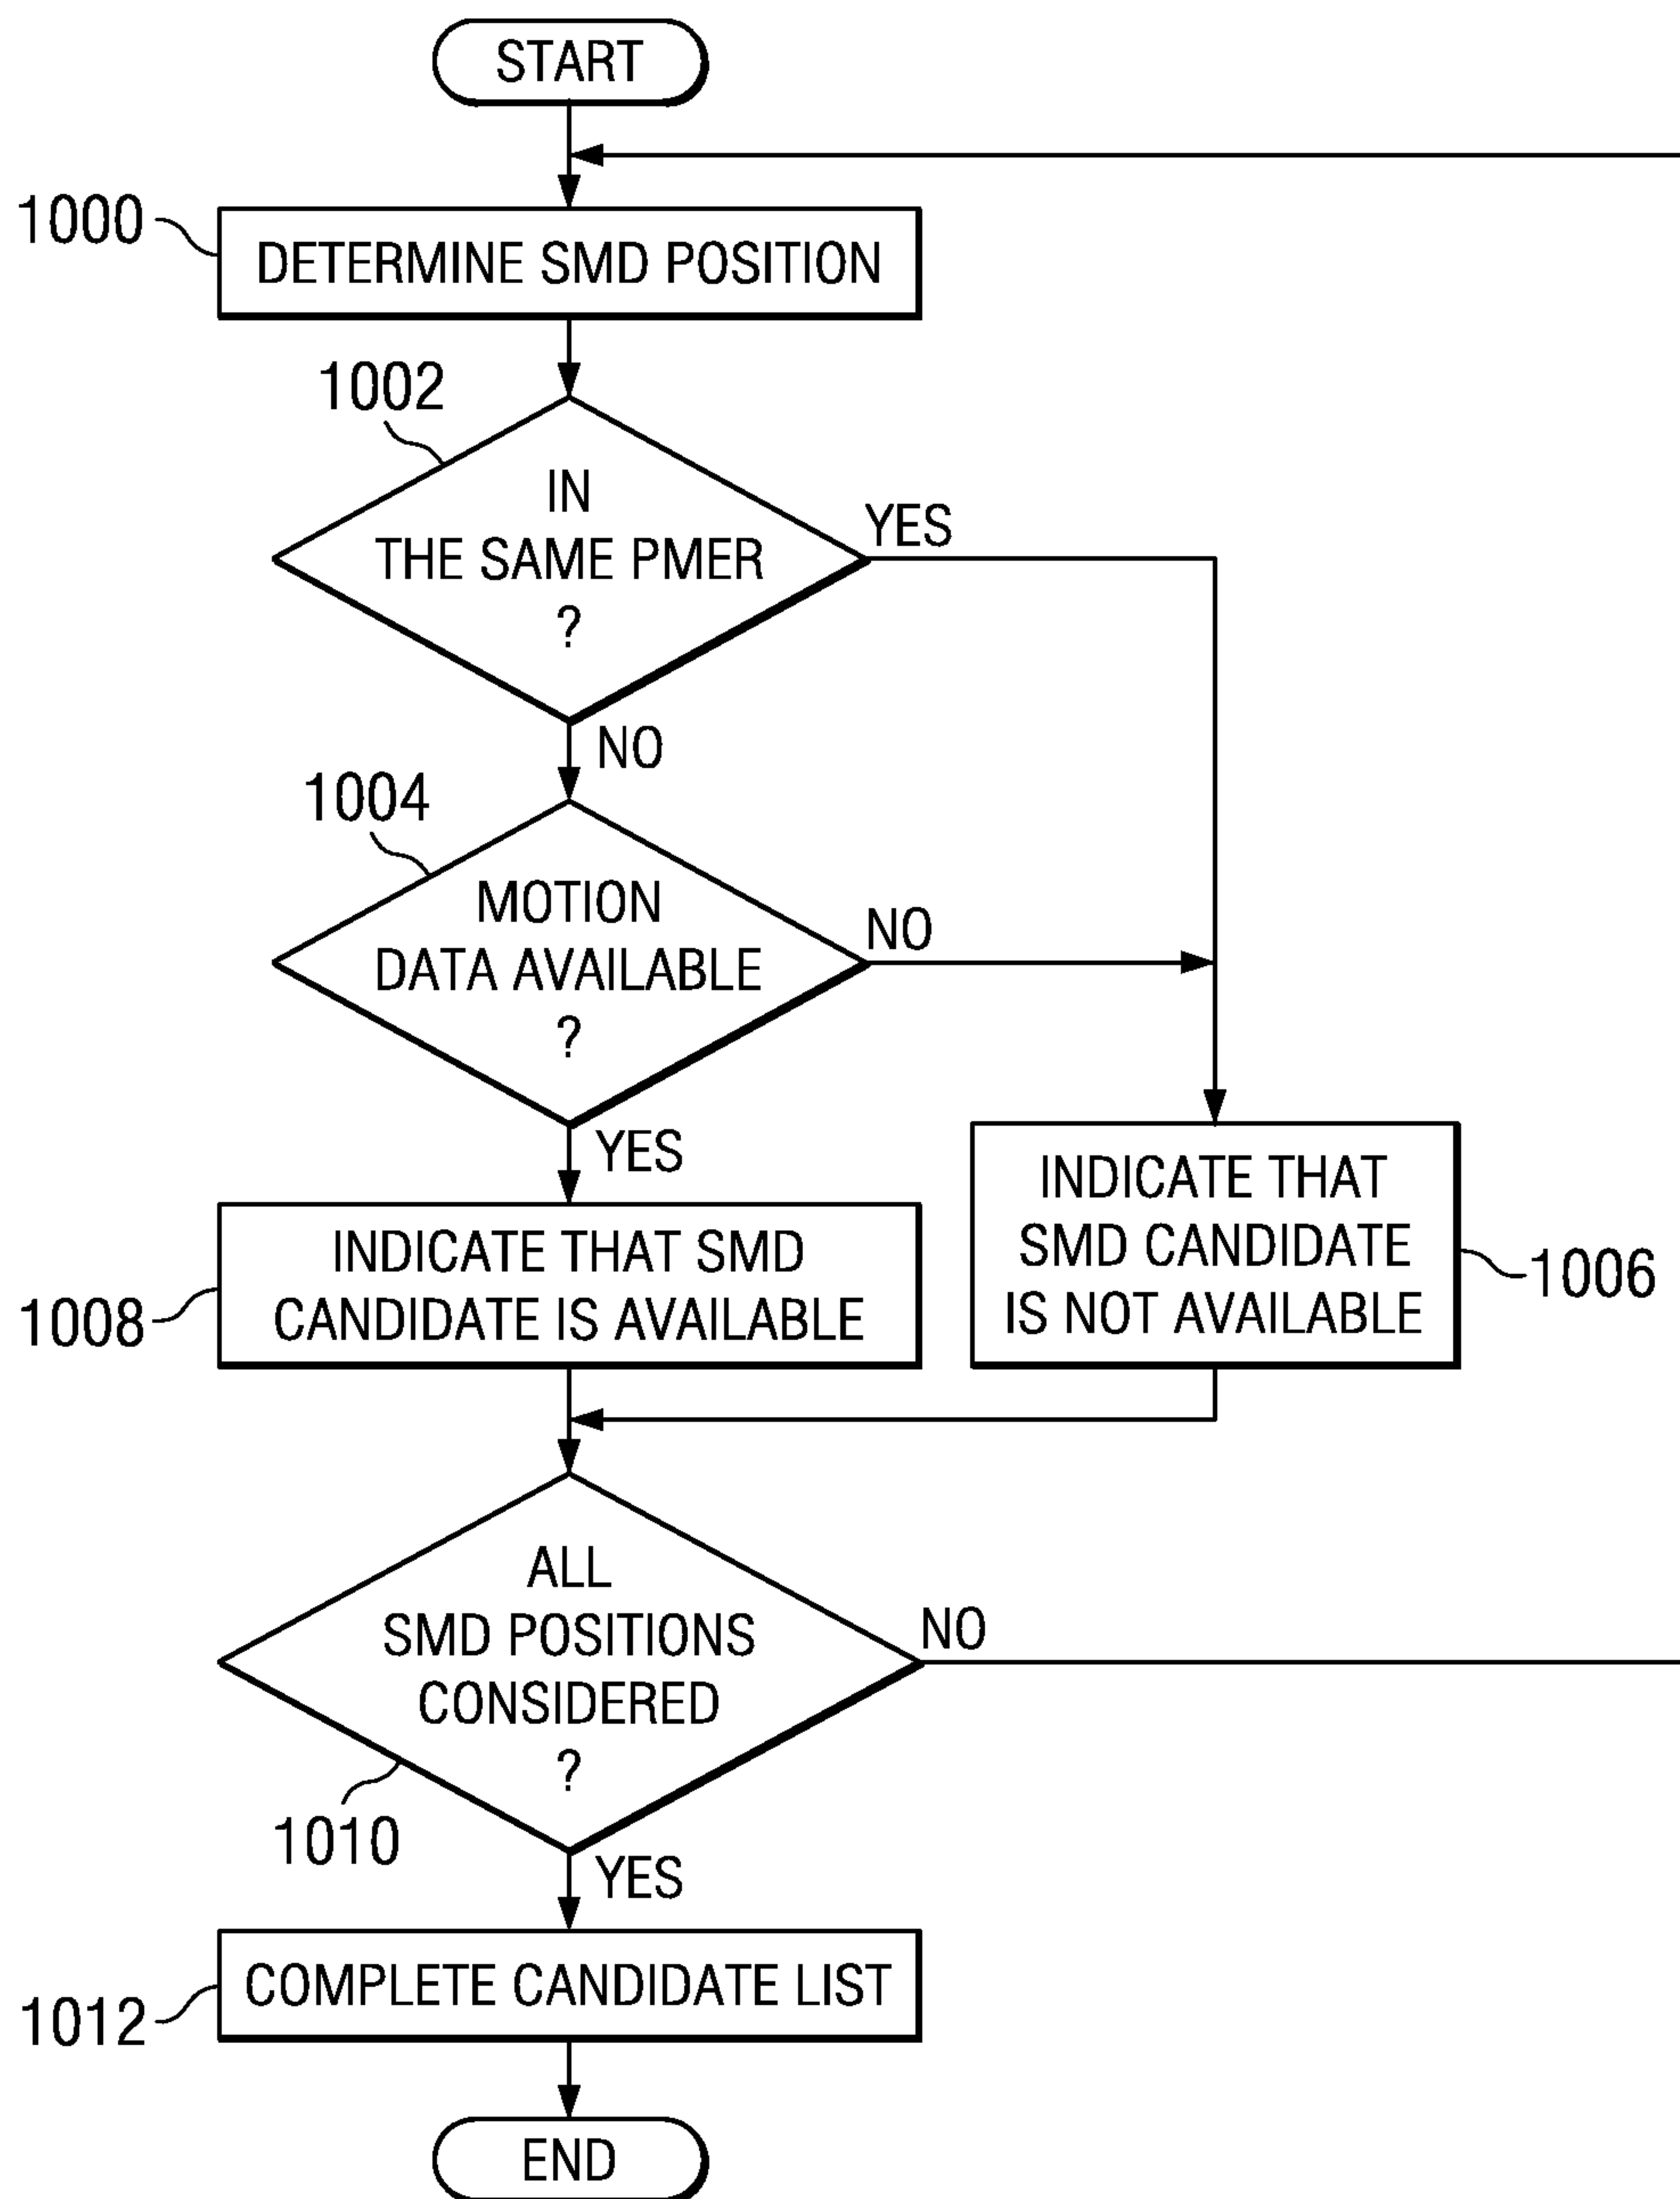 START
1000
DETERMINE SMD POSITION
1002
IN
THE SAME PMER
?
YES
NO
1004
MOTION
DATA AVAILABLE
?
NO
YES
INDICATE THAT SMD
CANDIDATE IS AVAILABLE
1008
INDICATE THAT
SMD CANDIDATE
IS NOT AVAILABLE
1006
ALL
SMD POSITIONS
CONSIDERED
?
NO
1010
YES
COMPLETE CANDIDATE LIST
1012
END